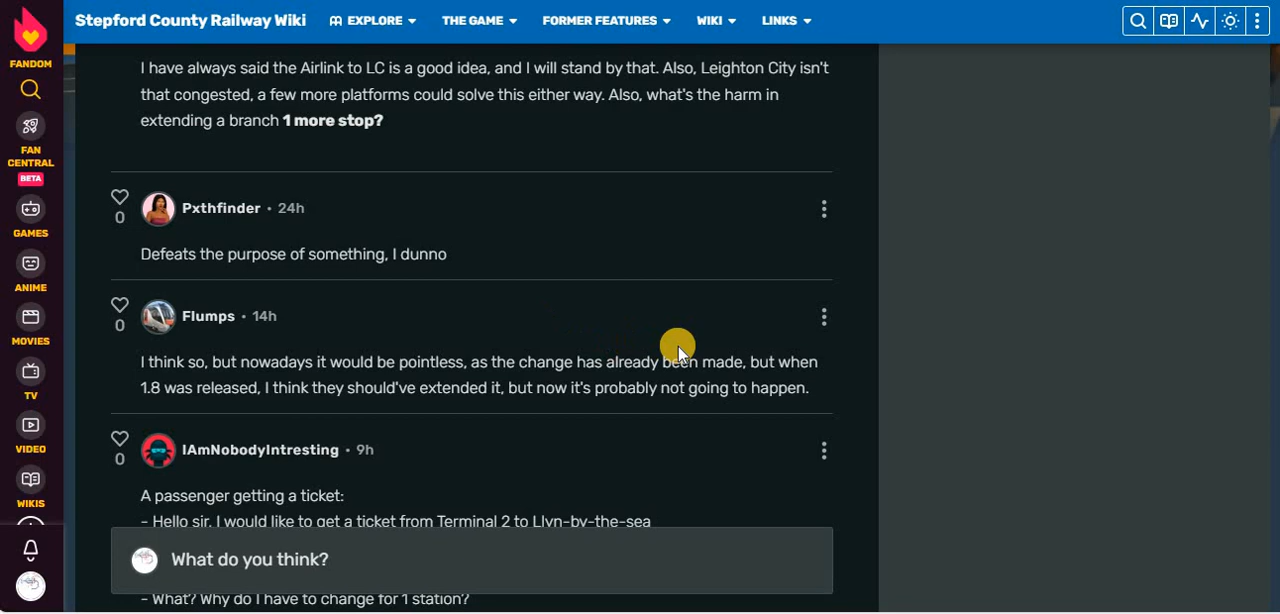 Stepford County Railway Wiki
EXPLORE
THE GAME
FORMER FEATURES
WIKI
LINKS
FANDOM
FAN
CENTRAL
BETA
GAMES
ANIME
MOVIES
TV
VIDEO
WIKIS
I have always said the Airlink to LC is a good idea, and I will stand by that. Also, Leighton City isn't
that congested, a few more platforms could solve this either way. Also, what's the harm in
extending a branch 1 more stop?
0
Pxthfinder • 24h
Defeats the purpose of something, I dunno
0
Flumps • 14h
I think so, but nowadays it would be pointless, as the change has already been made, but when
1.8 was released, I think they should've extended it, but now it's probably not going to happen.
0
IAmNobodyIntresting • 9h
A passenger getting a ticket:
- Hello sir, I would like to get a ticket from Terminal 2 to Llyn-by-the-sea
What do you think?
- What? Why do I have to change for 1 station?